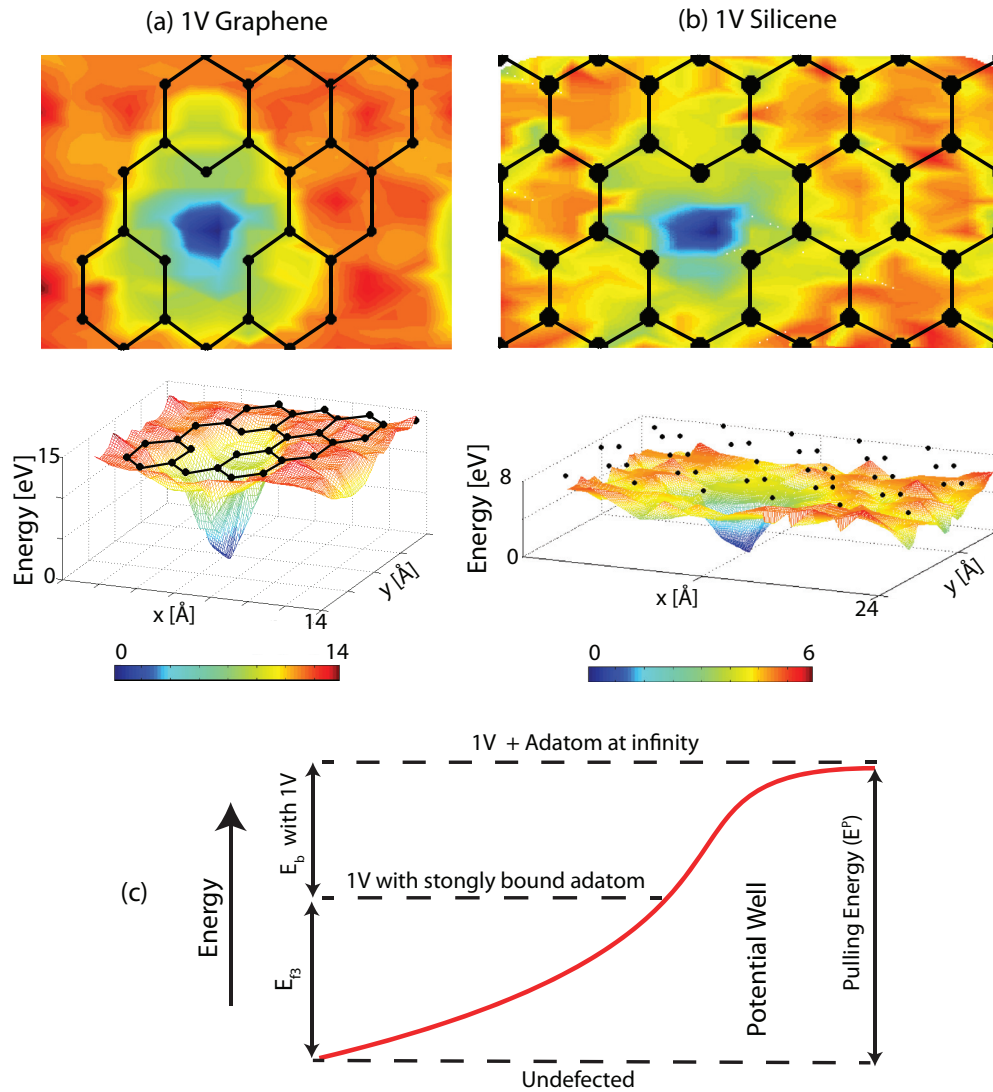 (a) 1V Graphene
(b) 1V Silicene
15
Energy [eV]
0
x [Å]
14
y [Å]
8
Energy [eV]
0
x [Å]
24
y [Å]
0 14
0 6
(c)
Energy
1V + Adatom at infinity
E_b with 1V
1V with stongly bound adatom
E_f3
Potential Well
Pulling Energy (E^P)
Undefected